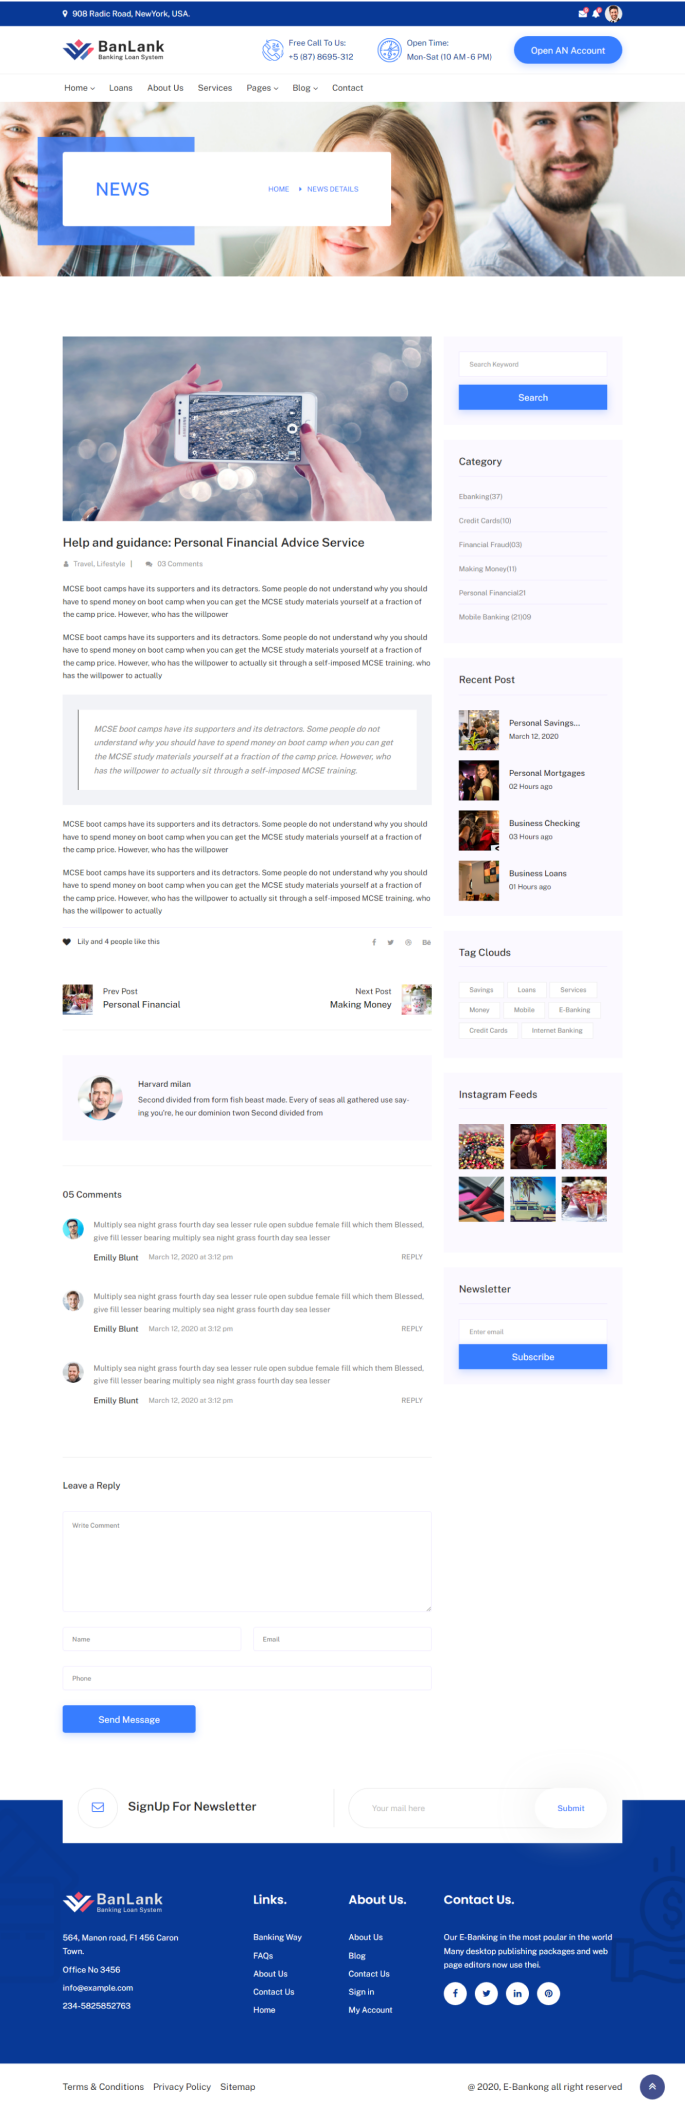 908 Radic Road, NewYork, USA.
BanLank
Banking Loan System
Free Call To Us:
+5 (87) 8695-312
Open Time:
Mon-Sat (10 AM - 6 PM)
Open AN Account
Home
Loans
About Us
Services
Pages
Blog
Contact
NEWS
HOME
NEWS DETAILS
Help and guidance: Personal Financial Advice Service
Travel, Lifestyle |
03 Comments
MCSE boot camps have its supporters and its detractors. Some people do not understand why you should
have to spend money on boot camp when you can get the MCSE study materials yourself at a fraction of
the camp price. However, who has the willpower
MCSE boot camps have its supporters and its detractors. Some people do not understand why you should
have to spend money on boot camp when you can get the MCSE study materials yourself at a fraction of
the camp price. However, who has the willpower to actually sit through a self-imposed MCSE training. who
has the willpower to actually
MCSE boot camps have its supporters and its detractors. Some people do not
understand why you should have to spend money on boot camp when you can get
the MCSE study materials yourself at a fraction of the camp price. However, who
has the willpower to actually sit through a self-imposed MCSE training.
MCSE boot camps have its supporters and its detractors. Some people do not understand why you should
have to spend money on boot camp when you can get the MCSE study materials yourself at a fraction of
the camp price. However, who has the willpower
MCSE boot camps have its supporters and its detractors. Some people do not understand why you should
have to spend money on boot camp when you can get the MCSE study materials yourself at a fraction of
the camp price. However, who has the willpower to actually sit through a self-imposed MCSE training. who
has the willpower to actually
Lily and 4 people like this
Prev Post
Personal Financial
Next Post
Making Money
Harvard milan
Second divided from form fish beast made. Every of seas all gathered use say-
ing you're, he our dominion twon Second divided from
05 Comments
Multiply sea night grass fourth day sea lesser rule open subdue female fill which them Blessed,
give fill lesser bearing multiply sea night grass fourth day sea lesser
Emilly Blunt
March 12, 2020 at 3:12 pm
REPLY
Multiply sea night grass fourth day sea lesser rule open subdue female fill which them Blessed,
give fill lesser bearing multiply sea night grass fourth day sea lesser
Emilly Blunt
March 12, 2020 at 3:12 pm
REPLY
Multiply sea night grass fourth day sea lesser rule open subdue female fill which them Blessed,
give fill lesser bearing multiply sea night grass fourth day sea lesser
Emilly Blunt
March 12, 2020 at 3:12 pm
REPLY
Leave a Reply
Write Comment
Name
Email
Phone
Send Message
Search Keyword
Search
Category
Ebanking(37)
Credit Cards(10)
Financial Fraud(03)
Making Money(11)
Personal Financial21
Mobile Banking (21)09
Recent Post
Personal Savings...
March 12, 2020
Personal Mortgages
02 Hours ago
Business Checking
03 Hours ago
Business Loans
01 Hours ago
Tag Clouds
Savings
Loans
Services
Money
Mobile
E-Banking
Credit Cards
Internet Banking
Instagram Feeds
Newsletter
Enter email
Subscribe
SignUp For Newsletter
Your mail here
Submit
BanLank
Banking Loan System
564, Manon road, F1 456 Caron
Town.
Office No 3456
info@example.com
234-5825852763
Links.
Banking Way
FAQs
About Us
Contact Us
Home
About Us.
About Us
Blog
Contact Us
Sign in
My Account
Contact Us.
Our E-Banking in the most poular in the world
Many desktop publishing packages and web
page editors now use thei.
Terms & Conditions
Privacy Policy
Sitemap
@ 2020, E-Bankong all right reserved